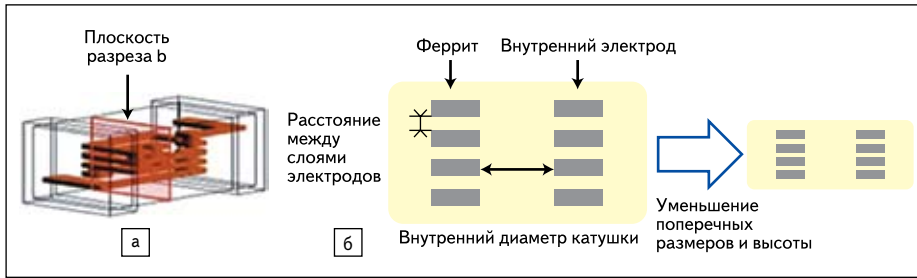 Плоскость
разреза b
а
Феррит
Внутренний электрод
Расстояние
между
слоями
электродов
б
Внутренний диаметр катушки
Уменьшение
поперечных
размеров и высоты